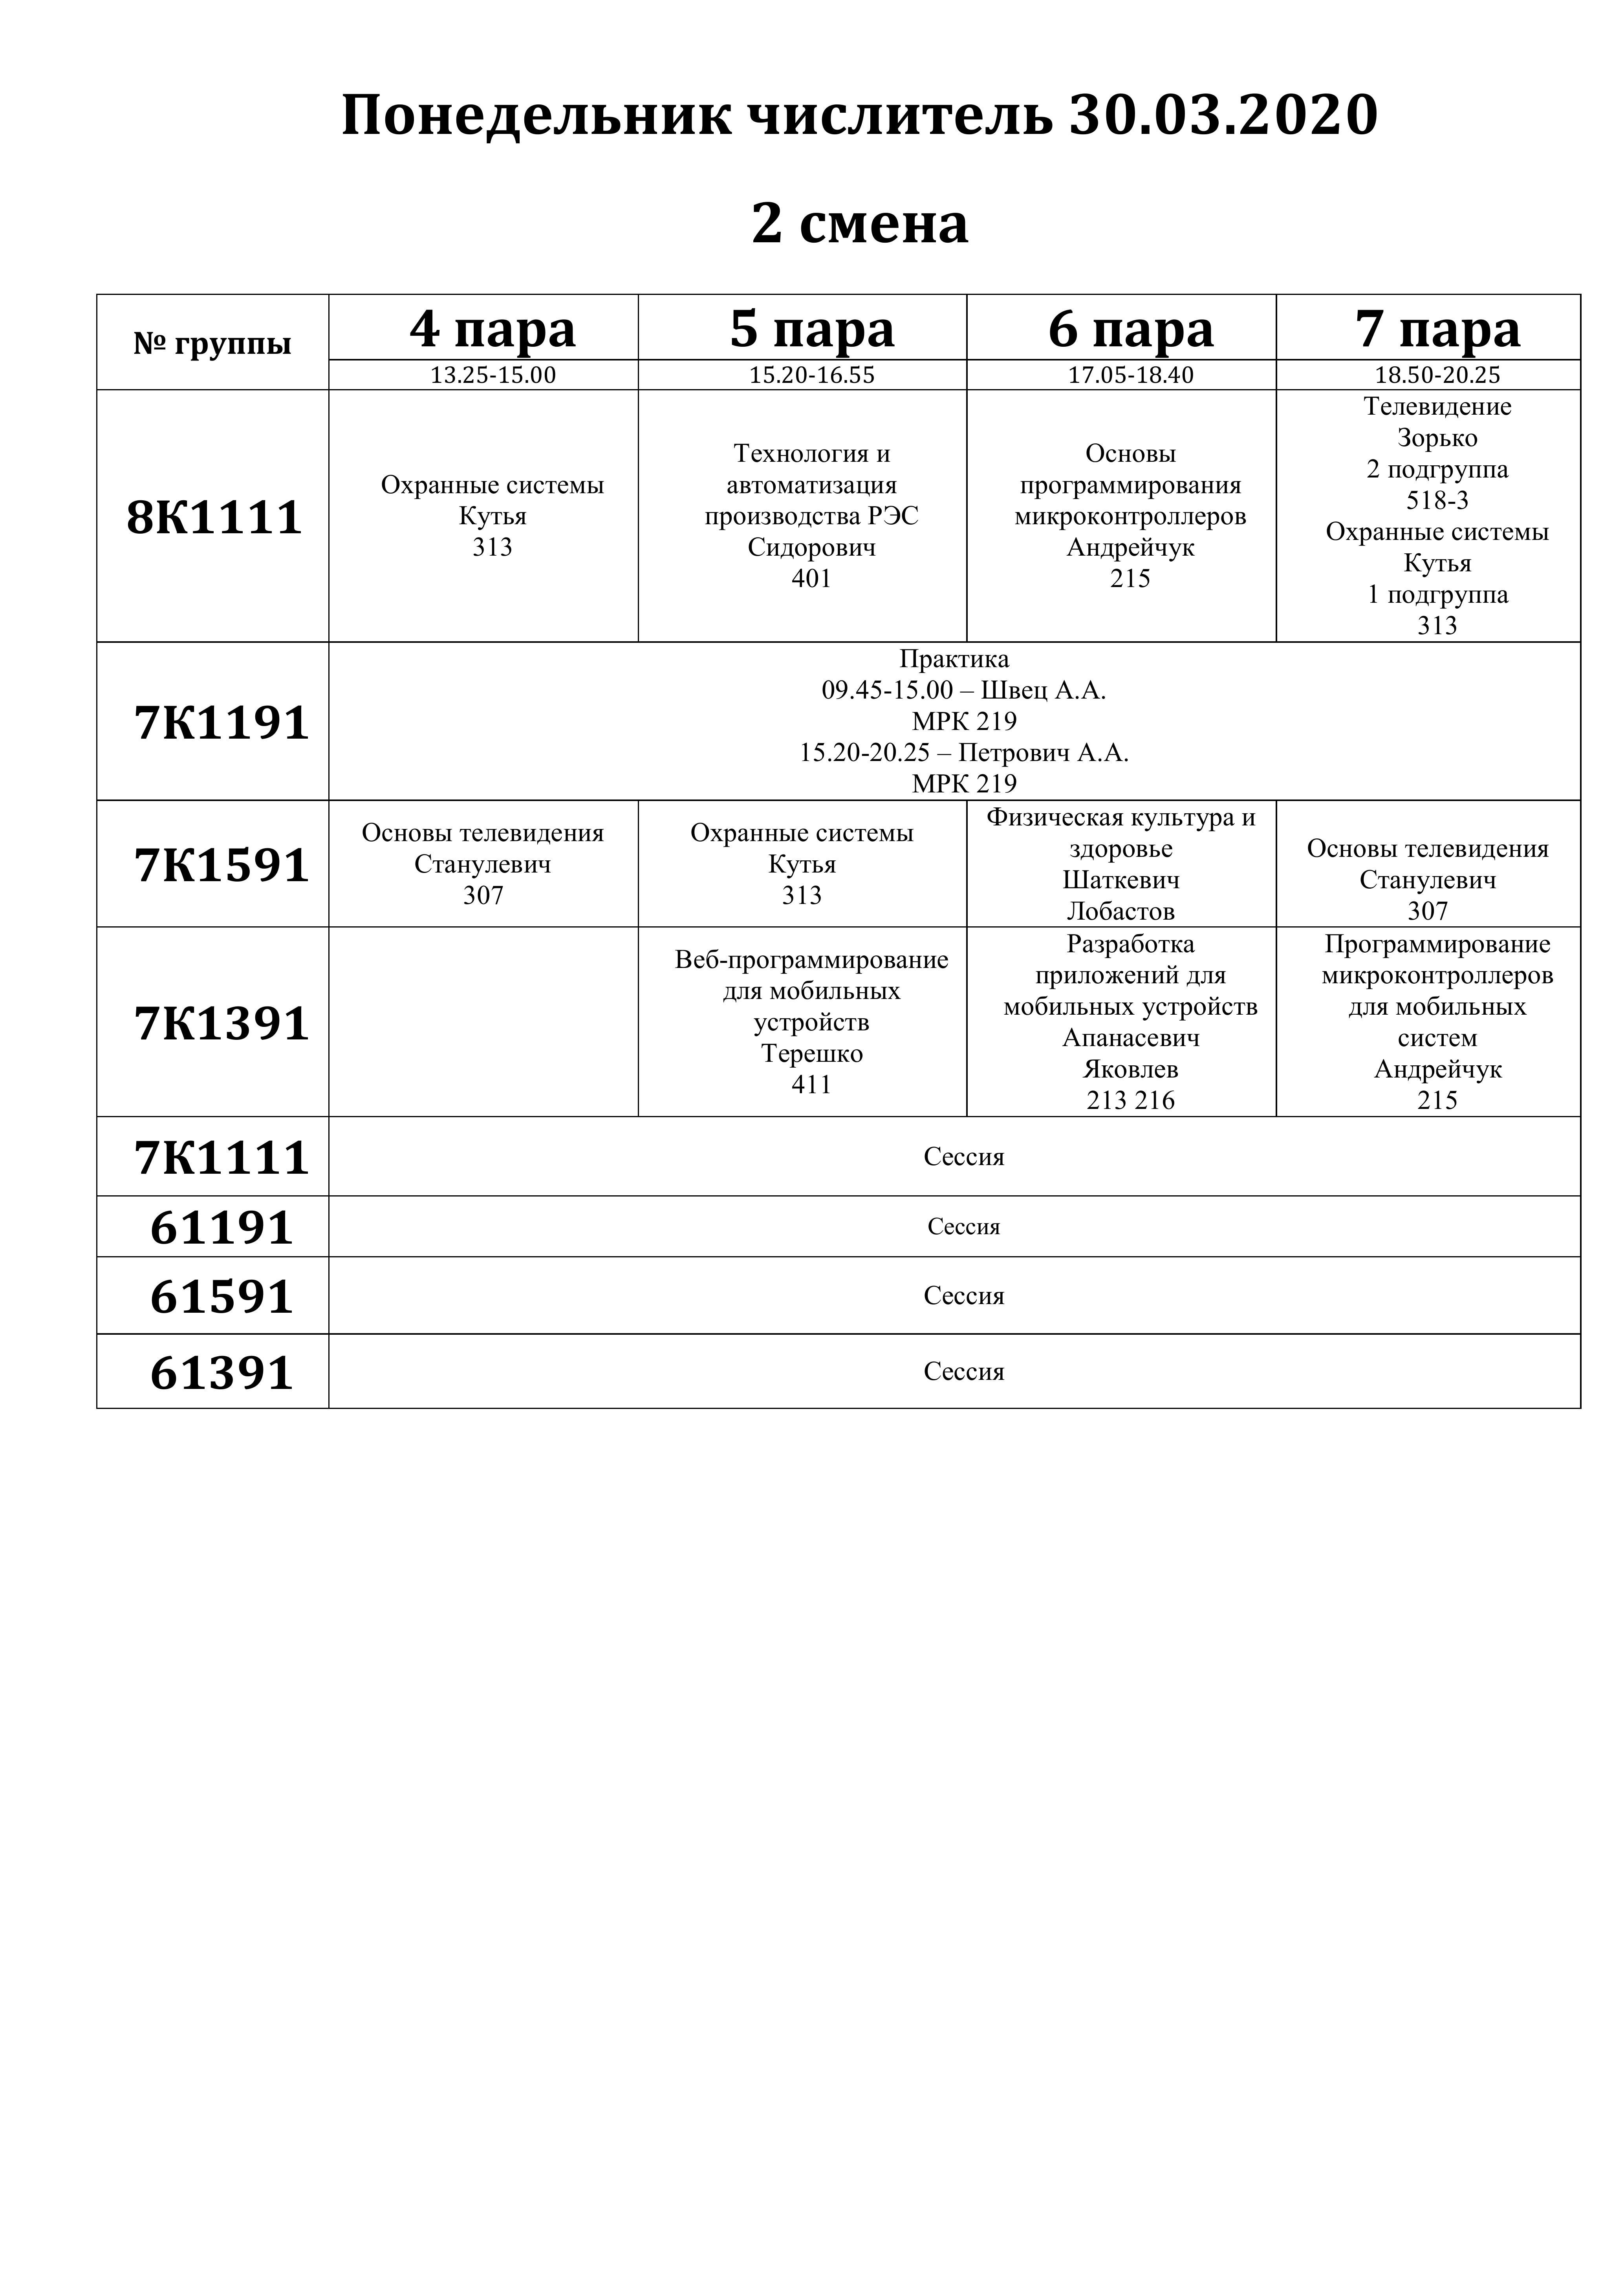 Понедельник числитель 30.03.2020
2 смена
№ группы
4 пара
5 пара
6 пара
7 пара
13.25-15.00
15.20-16.55
17.05-18.40
18.50-20.25
8К1111
Охранные системы
Кутья
313
Технология и
автоматизация
производства РЭС
Сидорович
401
Основы
программирования
микроконтроллеров
Андрейчук
215
Телевидение
Зорько
2 подгруппа
518-3
Охранные системы
Кутья
1 подгруппа
313
7К1191
Практика
09.45-15.00 – Швец А.А.
МРК 219
15.20-20.25 – Петрович А.А.
МРК 219
7К1591
Основы телевидения
Станулевич
307
Охранные системы
Кутья
313
Физическая культура и
здоровье
Шаткевич
Лобастов
Основы телевидения
Станулевич
307
7К1391
Веб-программирование
для мобильных
устройств
Терешко
411
Разработка
приложений для
мобильных устройств
Апанасевич
Яковлев
213 216
Программирование
микроконтроллеров
для мобильных
систем
Андрейчук
215
7К1111
Сессия
61191
Сессия
61591
Сессия
61391
Сессия